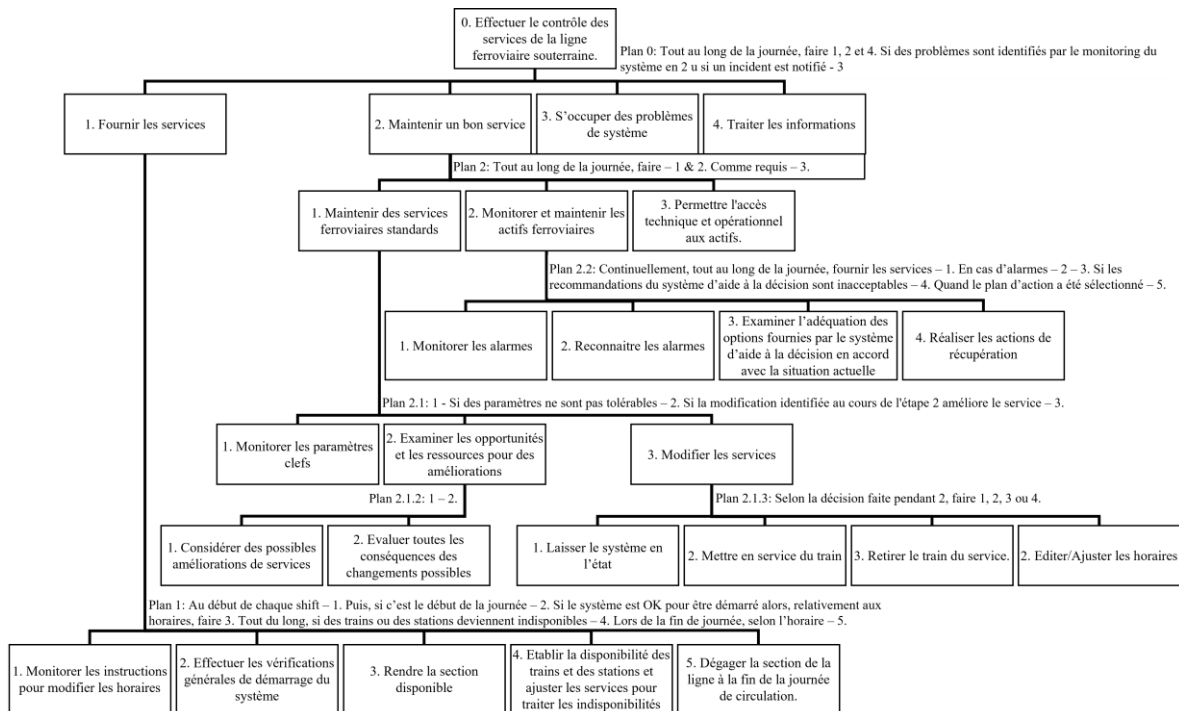 0. Effectuer le contrôle des
services de la ligne
ferroviaire souterraine.
Plan 0: Tout au long de la journée, faire 1, 2 et 4. Si des problèmes sont identifiés par le monitoring du
système en 2 u si un incident est notifié - 3
1. Fournir les services
2. Maintenir un bon service
3. S’occuper des problèmes
de système
4. Traiter les informations
Plan 2: Tout au long de la journée, faire – 1 & 2. Comme requis – 3.
1. Maintenir des services
ferroviaires standards
2. Monitorer et maintenir les
actifs ferroviaires
3. Permettre l'accès
technique et opérationnel
aux actifs.
Plan 2.2: Continuellement, tout au long de la journée, fournir les services – 1. En cas d’alarmes – 2 – 3. Si les
recommandations du système d’aide à la décision sont inacceptables – 4. Quand le plan d’action a été sélectionné – 5.
1. Monitorer les alarmes
2. Reconnaitre les alarmes
3. Examiner l’adéquation des
options fournies par le système
d’aide à la décision en accord
avec la situation actuelle
4. Réaliser les actions de
récupération
Plan 2.1: 1 - Si des paramètres ne sont pas tolérables – 2. Si la modification identifiée au cours de l'étape 2 améliore le service – 3.
1. Monitorer les paramètres
clefs
2. Examiner les opportunités
et les ressources pour des
améliorations
3. Modifier les services
Plan 2.1.2: 1 – 2.
Plan 2.1.3: Selon la décision faite pendant 2, faire 1, 2, 3 ou 4.
1. Considérer des possibles
améliorations de services
2. Evaluer toutes les
conséquences des
changements possibles
1. Laisser le système en
l’état
2. Mettre en service du train
3. Retirer le train du service.
2. Editer/Ajuster les horaires
Plan 1: Au début de chaque shift – 1. Puis, si c’est le début de la journée – 2. Si le système est OK pour être démarré alors, relativement aux
horaires, faire 3. Tout du long, si des trains ou des stations deviennent indisponibles – 4. Lors de la fin de journée, selon l’horaire – 5.
1. Monitorer les instructions
pour modifier les horaires
2. Effectuer les vérifications
générales de démarrage du
système
3. Rendre la section
disponible
4. Etablir la disponibilité des
trains et des stations et
ajuster les services pour
traiter les indisponibilités
5. Dégager la section de la
ligne à la fin de la journée
de circulation.